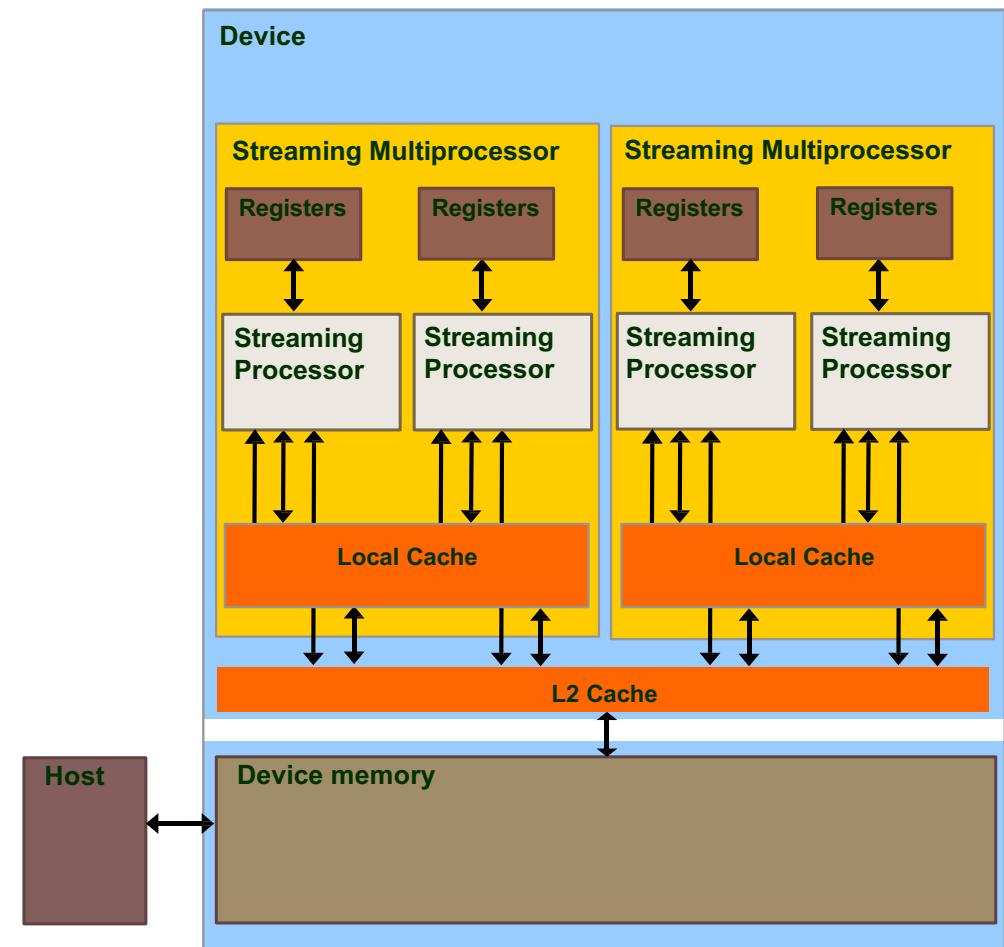 Device
Streaming Multiprocessor
Streaming Multiprocessor
Registers
Registers
Registers
Registers
Streaming
Processor
Streaming
Processor
Streaming
Processor
Streaming
Processor
Local Cache
Local Cache
L2 Cache
Host
Device memory